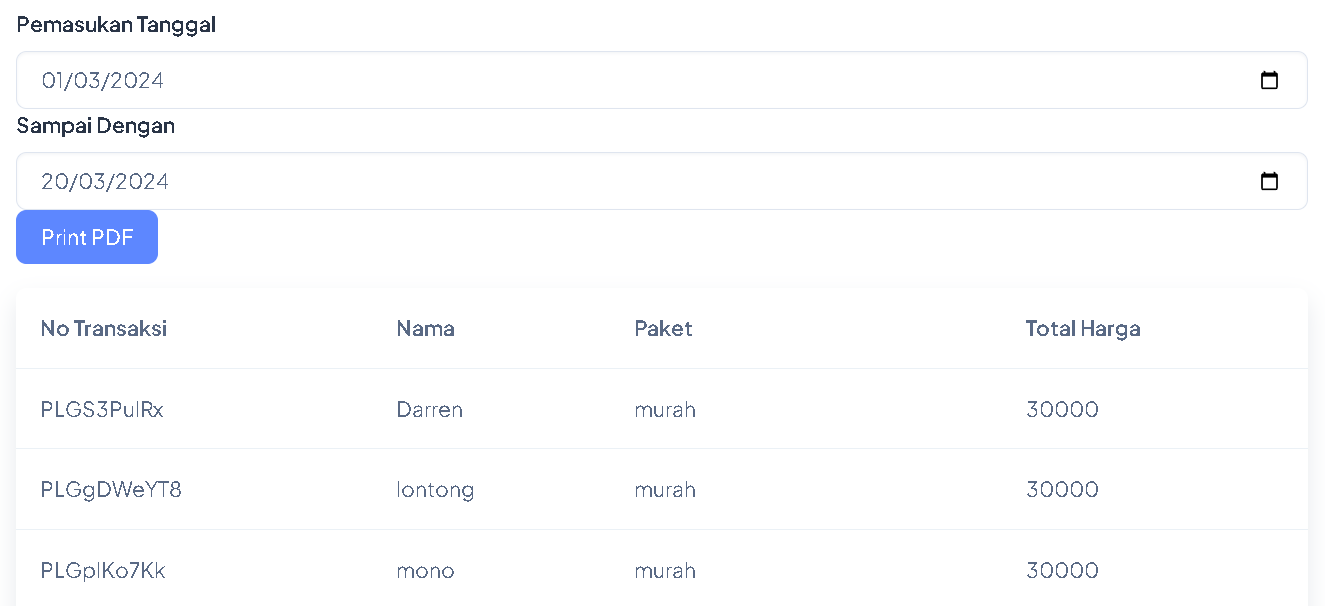 Pemasukan Tanggal
01/03/2024
Sampai Dengan
20/03/2024
Print PDF
No Transaksi Nama Paket Total Harga
PLGS3PulRx Darren murah 30000
PLGgDWeYT8 lontong murah 30000
PLGplKo7Kk mono murah 30000